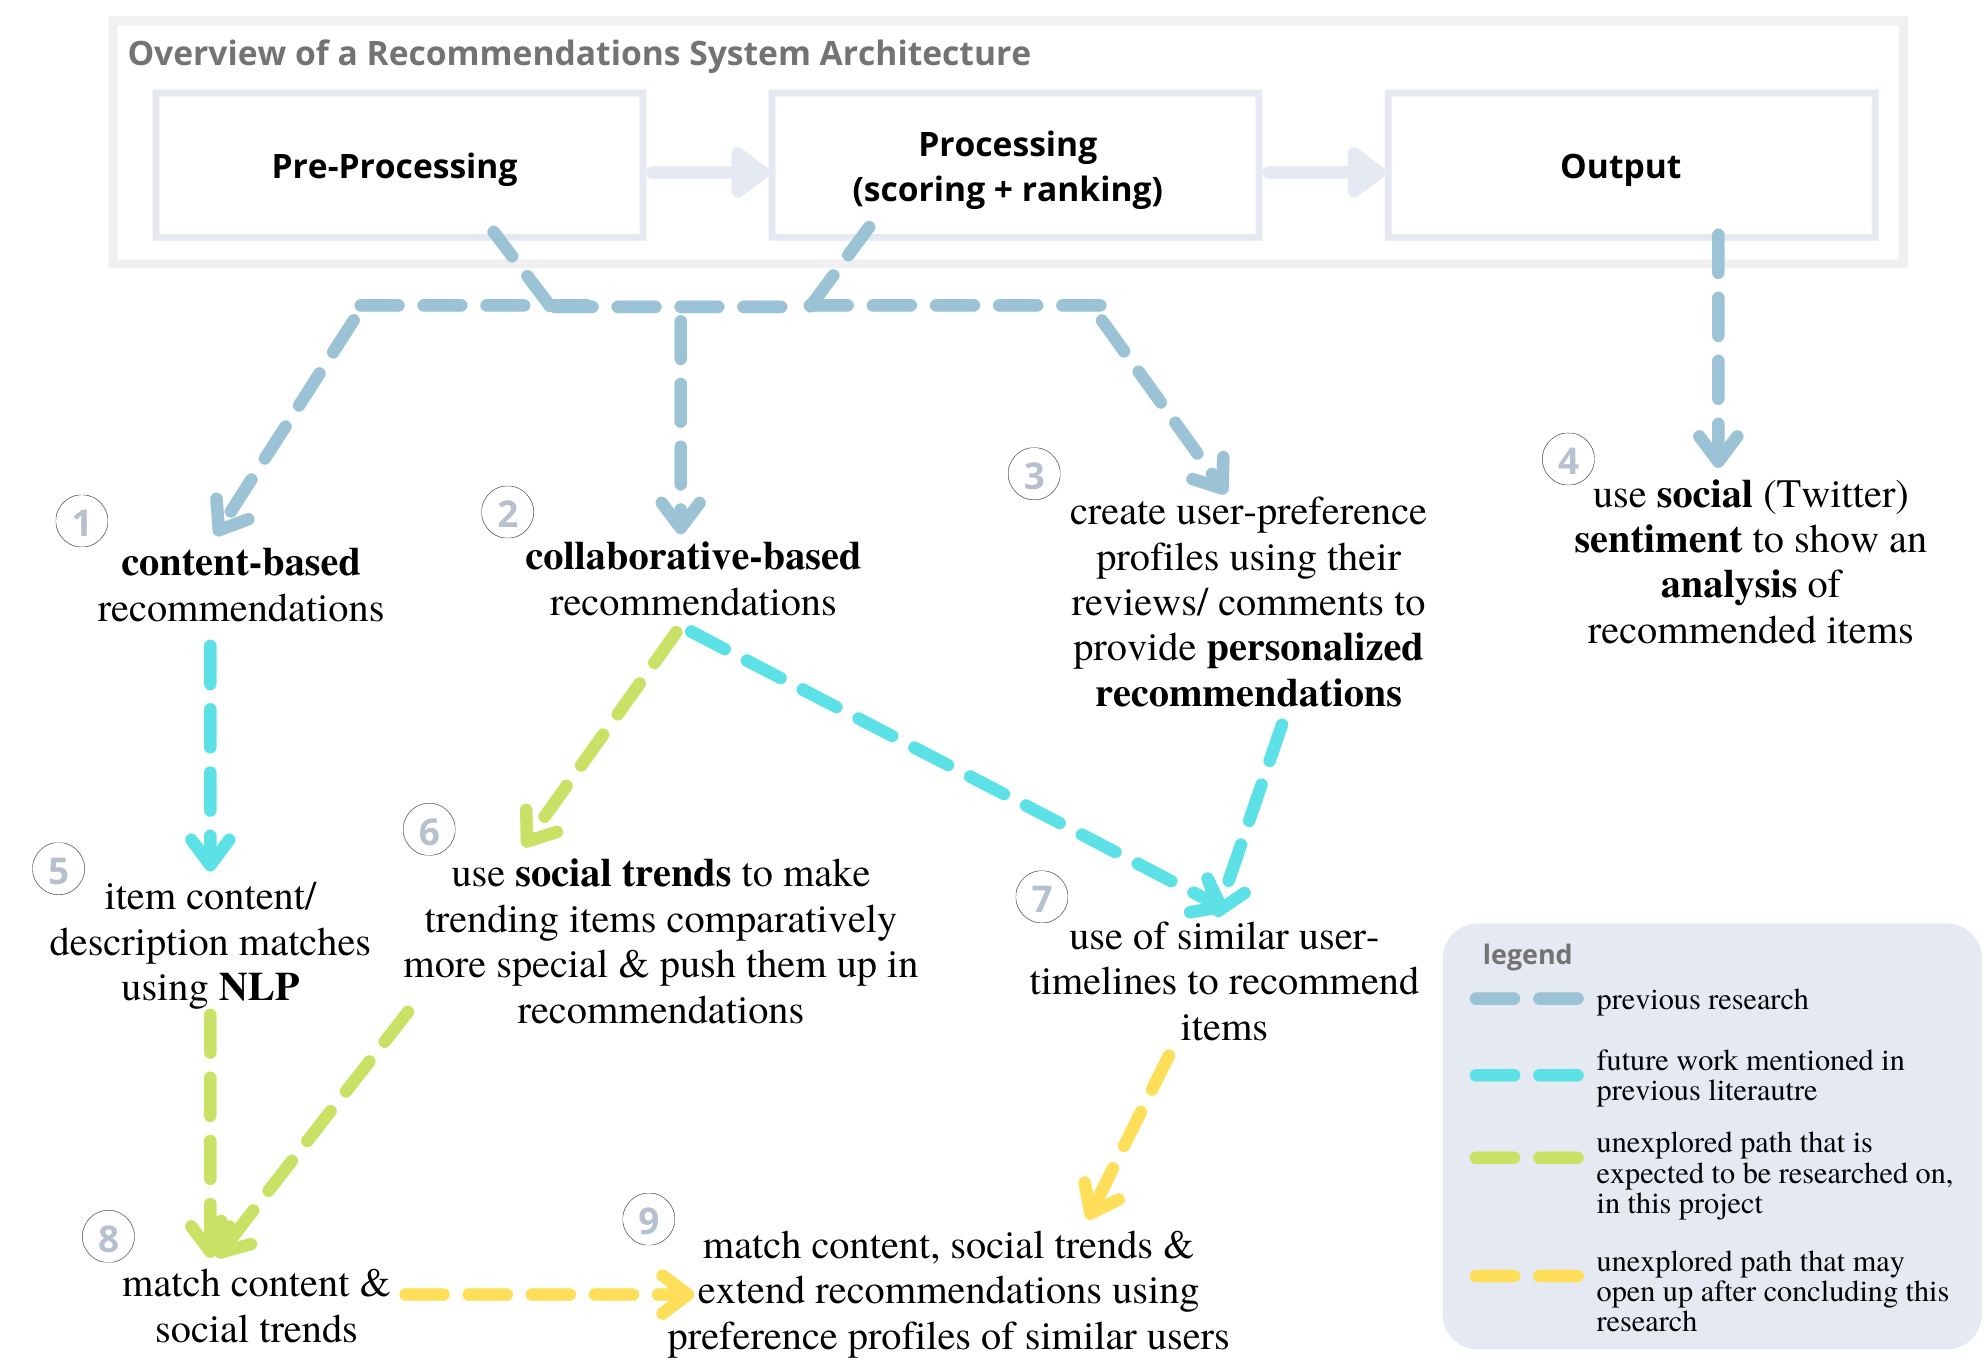 Overview of a Recommendations System Architecture
Pre-Processing
Processing
(scoring + ranking)
Output
1
content-based
recommendations
2
collaborative-based
recommendations
3
create user-preference
profiles using their
reviews/ comments to
provide personalized
recommendations
4
use social (Twitter)
sentiment to show an
analysis of
recommended items
5
item content/
description matches
using NLP
6
use social trends to make
trending items comparatively
more special & push them up in
recommendations
7
use of similar user-
timelines to recommend
items
8
match content &
social trends
9
match content, social trends &
extend recommendations using
preference profiles of similar users
legend
previous research
future work mentioned in
previous literautre
unexplored path that is
expected to be researched on,
in this project
unexplored path that may
open up after concluding this
research